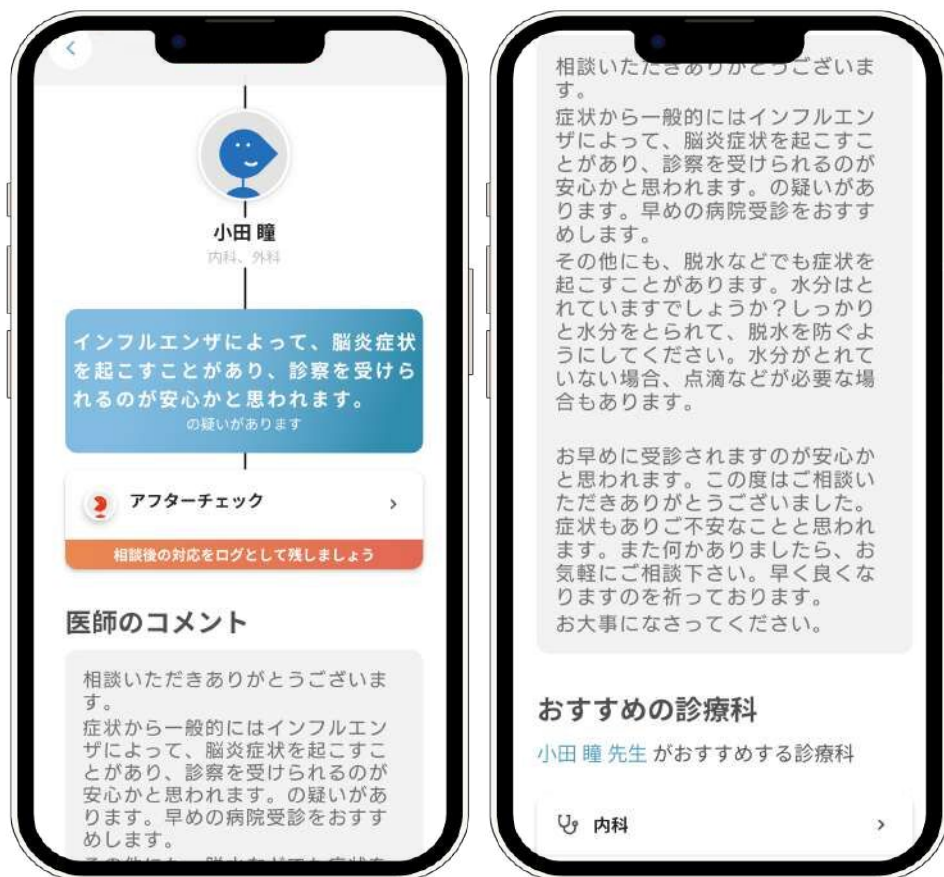 小田 瞳
内科、外科
インフルエンザによって、脳炎症状
を起こすことがあり、診察を受けら
れるのが安心かと思われます。
の疑いがあります
アフターチェック
相談後の対応をログとして残しましょう
医師のコメント
相談いただきありがとうございま
す。
症状から一般的にはインフルエン
ザによって、脳炎症状を起こすこ
とがあり、診察を受けられるのが
安心かと思われます。の疑いがあ
ります。早めの病院受診をおすす
めします。
その他にも、脱水などでも症状を
相談いただきありがとうございま
す。
症状から一般的にはインフルエン
ザによって、脳炎症状を起こすこ
とがあり、診察を受けられるのが
安心かと思われます。の疑いがあ
ります。早めの病院受診をおすす
めします。
その他にも、脱水などでも症状を
起こすことがあります。水分はと
れていますでしょうか？しっかり
と水分をとられて、脱水を防ぐよ
うにしてください。水分がとれて
いない場合、点滴などが必要な場
合もあります。
お早めに受診されますのが安心か
と思われます。この度はご相談い
ただきありがとうございました。
症状もありご不安なことと思われ
ます。また何かありましたら、お
気軽にご相談下さい。早く良くな
りますのを祈っております。
お大事になさってください。
おすすめの診療科
小田 瞳 先生 がおすすめする診療科
内科